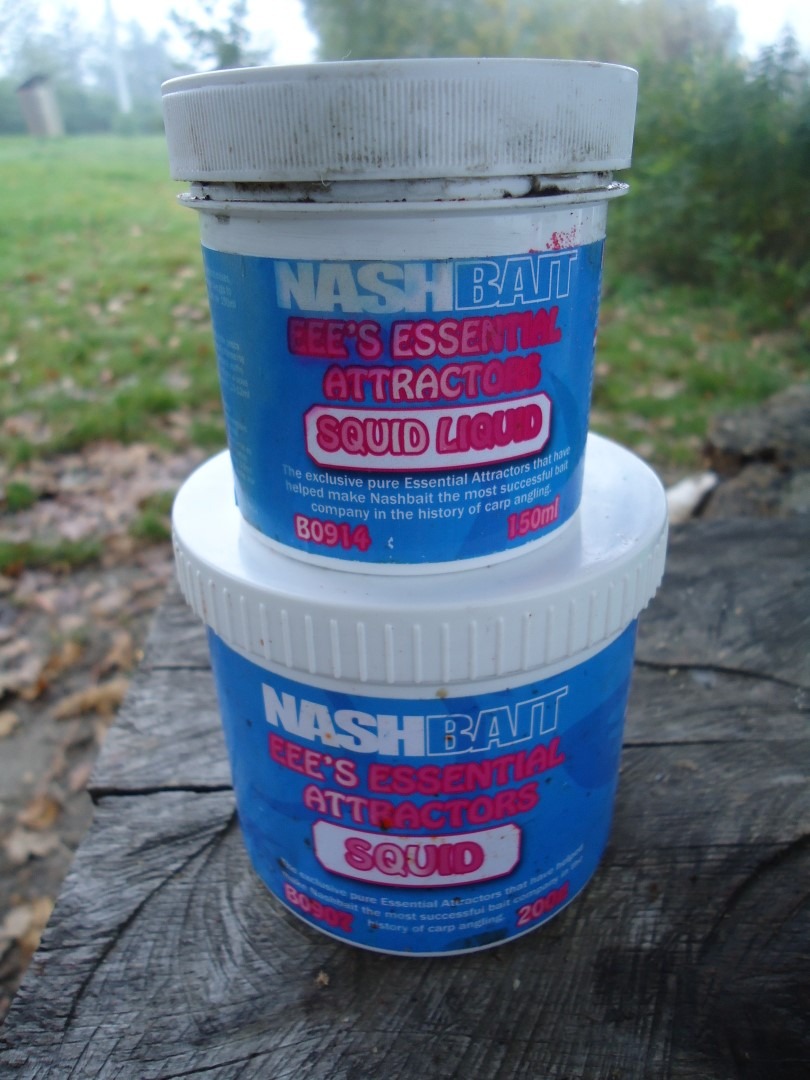 NASHBAIT
EEE'S ESSENTIAL
ATTRACTORS
SQUID LIQUID
The exclusive pure Essential Attractors that have
helped make Nashbait the most successful bait
company in the history of carp angling.
B0914 150ml
NASHBAIT
EEE'S ESSENTIAL
ATTRACTORS
SQUID
The exclusive pure Essential Attractors that have helped
make Nashbait the most successful bait company in the
history of carp angling.
B0902 200g